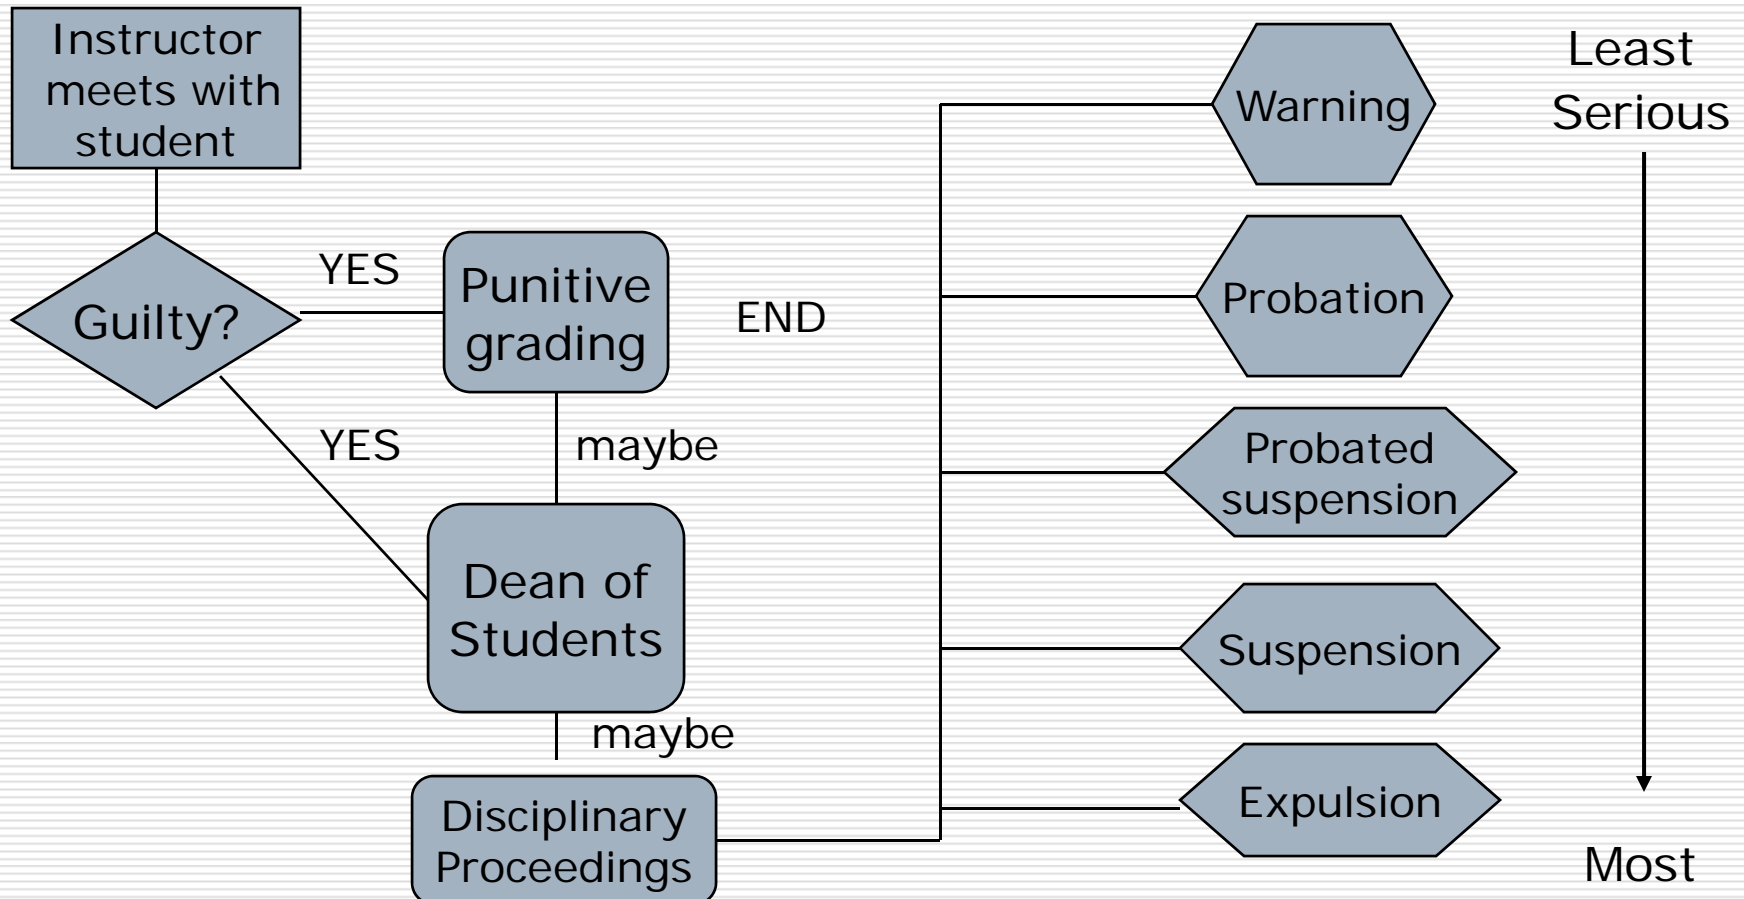 Instructor
meets with
student
Guilty?
YES
Punitive
grading
END
YES
maybe
Dean of
Students
maybe
Disciplinary
Proceedings
Warning
Probation
Probated
suspension
Suspension
Expulsion
Least
Serious
Most